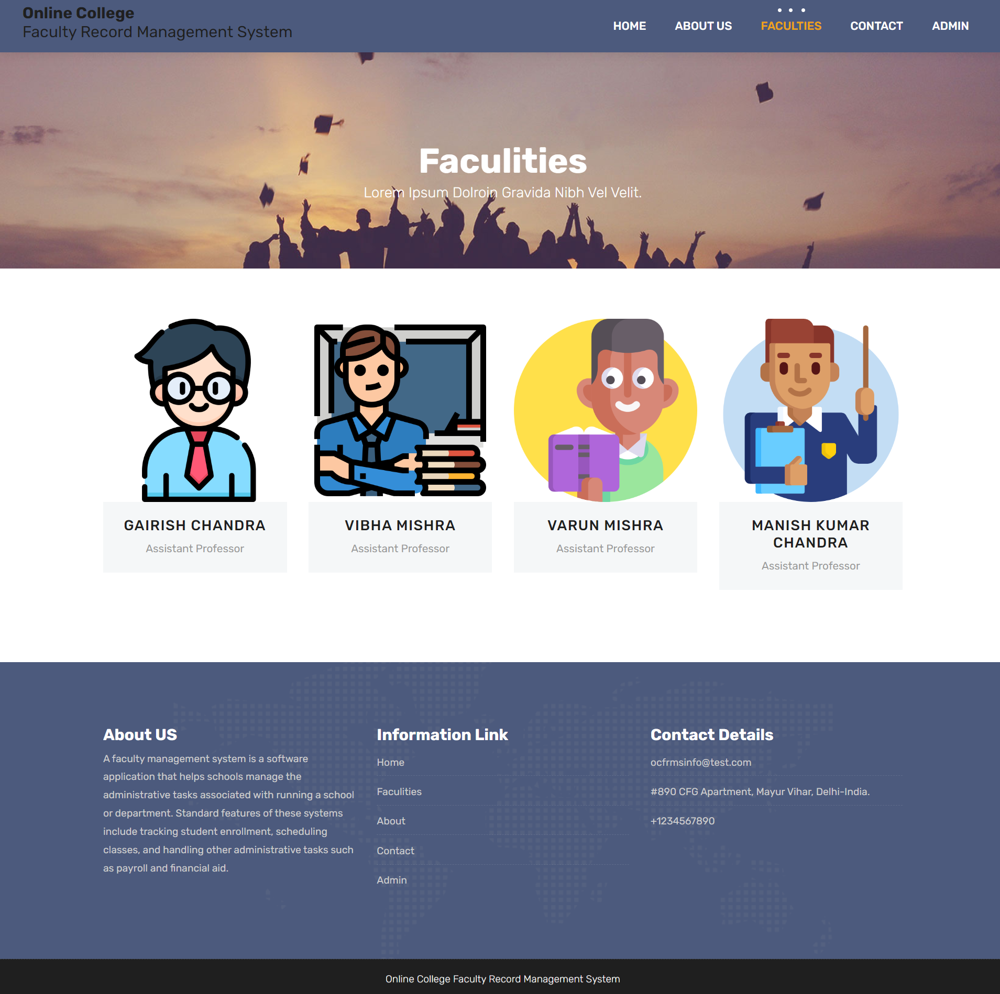 Online College
Faculty Record Management System
HOME
ABOUT US
FACULTIES
CONTACT
ADMIN
Faculities
Lorem Ipsum Dolroin Gravida Nibh Vel Velit.
GAIRISH CHANDRA
Assistant Professor
VIBHA MISHRA
Assistant Professor
VARUN MISHRA
Assistant Professor
MANISH KUMAR
CHANDRA
Assistant Professor
About US
A faculty management system is a software
application that helps schools manage the
administrative tasks associated with running a school
or department. Standard features of these systems
include tracking student enrollment, scheduling
classes, and handling other administrative tasks such
as payroll and financial aid.
Information Link
Home
Faculities
About
Contact
Admin
Contact Details
ocfrmsinfo@test.com
#890 CFG Apartment, Mayur Vihar, Delhi-India.
+1234567890
Online College Faculty Record Management System